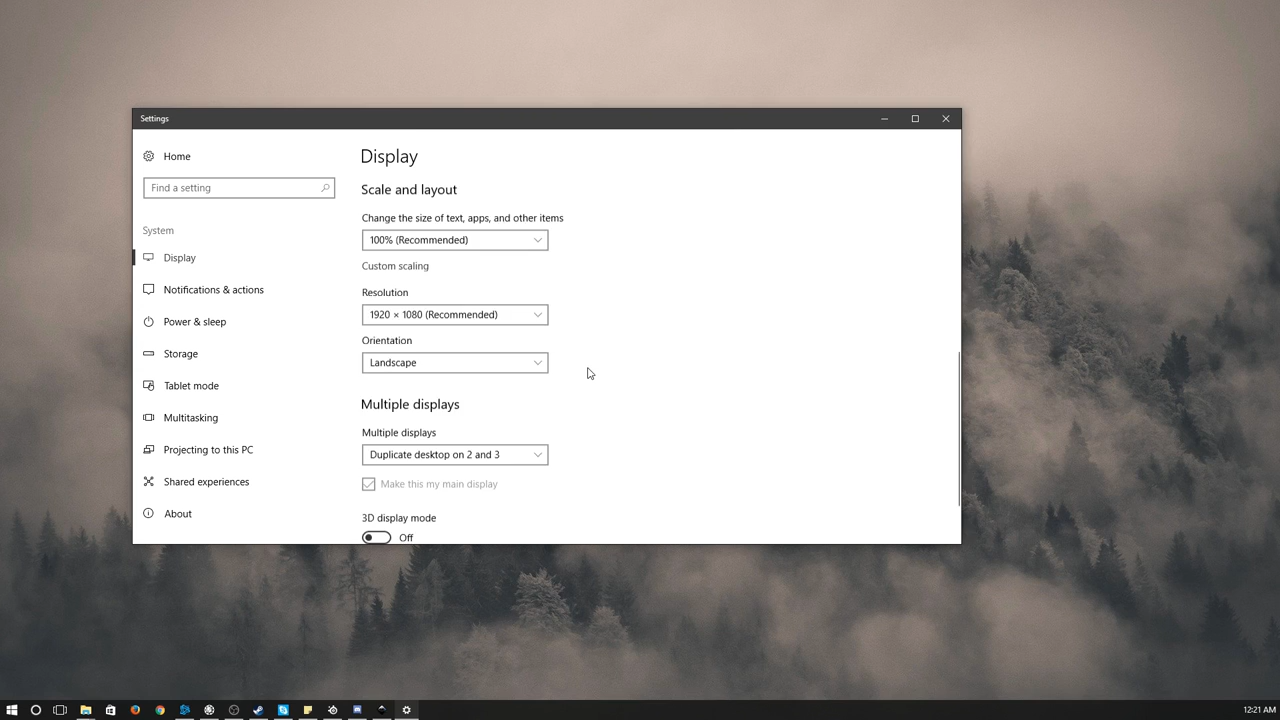 Settings
Home
Find a setting
System
Display
Notifications & actions
Power & sleep
Storage
Tablet mode
Multitasking
Projecting to this PC
Shared experiences
About
Display
Scale and layout
Change the size of text, apps, and other items
100% (Recommended)
Custom scaling
Resolution
1920 × 1080 (Recommended)
Orientation
Landscape
Multiple displays
Multiple displays
Duplicate desktop on 2 and 3
Make this my main display
3D display mode
Off
12:21 AM